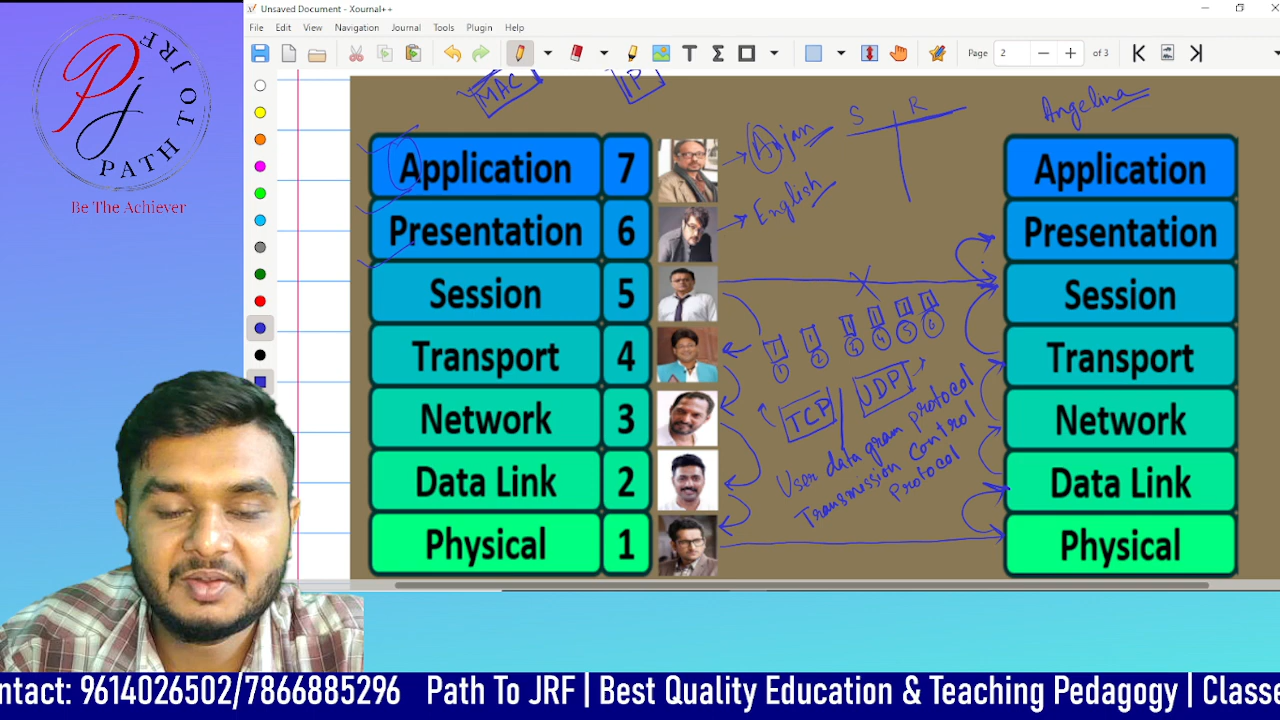 Unsaved Document - Xournal++
File Edit View Navigation Journal Tools Plugin Help
Page 2 of 3
PJ
PATH TO JRF
Be The Achiever
MAC
IP
Anjan
S R
Angelina
English
Application 7
Presentation 6
Session 5
Transport 4
Network 3
Data Link 2
Physical 1
1 2 3 4 5 6
TCP / UDP
User data gram protocol
Transmission Control
Protocol
Application
Presentation
Session
Transport
Network
Data Link
Physical
ontact: 9614026502/7866885296 Path To JRF | Best Quality Education & Teaching Pedagogy | Classe